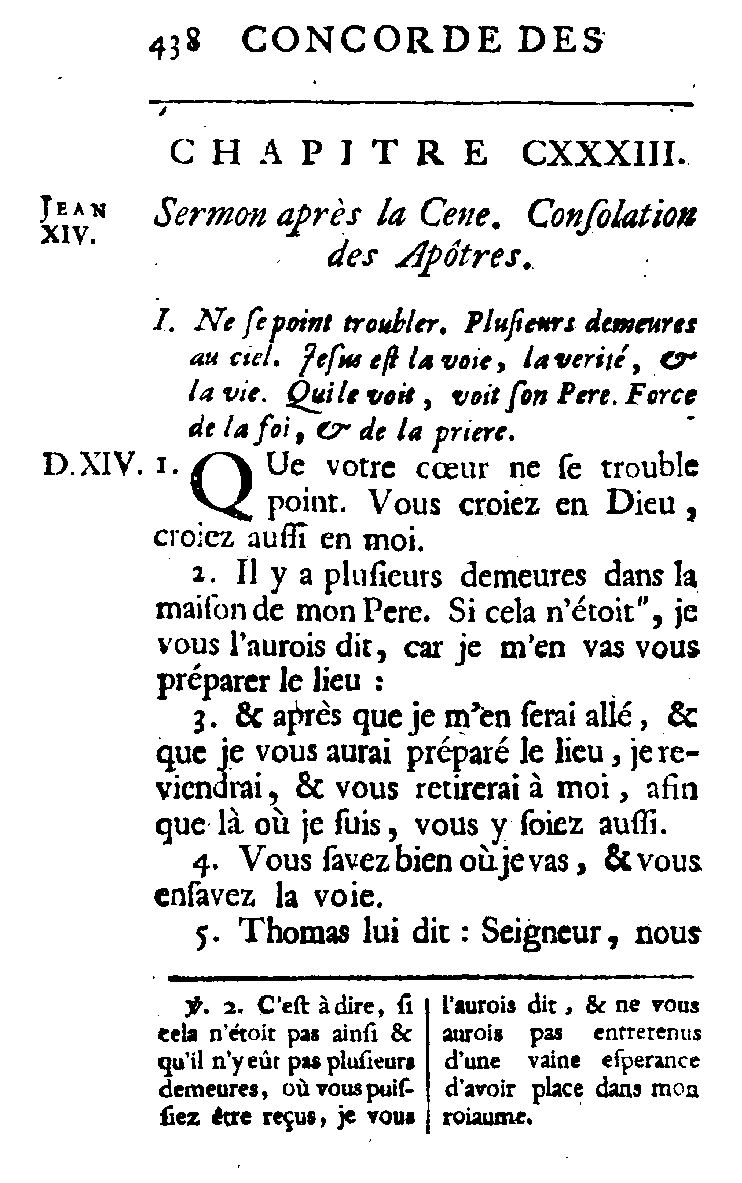 438 CONCORDE DES
CHAPITRE CXXXIII.
JEAN
XIV.
Sermon après la Cene. Conſolation
des Apôtres.
I. Ne ſe point troubler. Pluſieurs demeures
au ciel. Jeſus eſt la voie, la verité, &
la vie. Qui le voit, voit ſon Pere. Force
de la foi, & de la priere.
D.XIV. 1. QUe votre cœur ne ſe trouble
point. Vous croiez en Dieu,
croiez auſſi en moi.
2. Il y a pluſieurs demeures dans la
maiſon de mon Pere. Si cela n'étoit", je
vous l'aurois dit, car je m'en vas vous
préparer le lieu :
3. & après que je m'en ſerai allé, &
que je vous aurai préparé le lieu, je re-
viendrai, & vous retirerai à moi, afin
que là où je ſuis, vous y ſoiez auſſi.
4. Vous ſavez bien où je vas, & vous
en ſavez la voie.
5. Thomas lui dit : Seigneur, nous
℣. 2. C'eſt à dire, ſi
cela n'étoit pas ainſi &
qu'il n'y eût pas pluſieurs
demeures, où vous puiſ-
ſiez être reçus, je vous
l'aurois dit, & ne vous
aurois pas entretenus
d'une vaine eſperance
d'avoir place dans mon
roiaume.